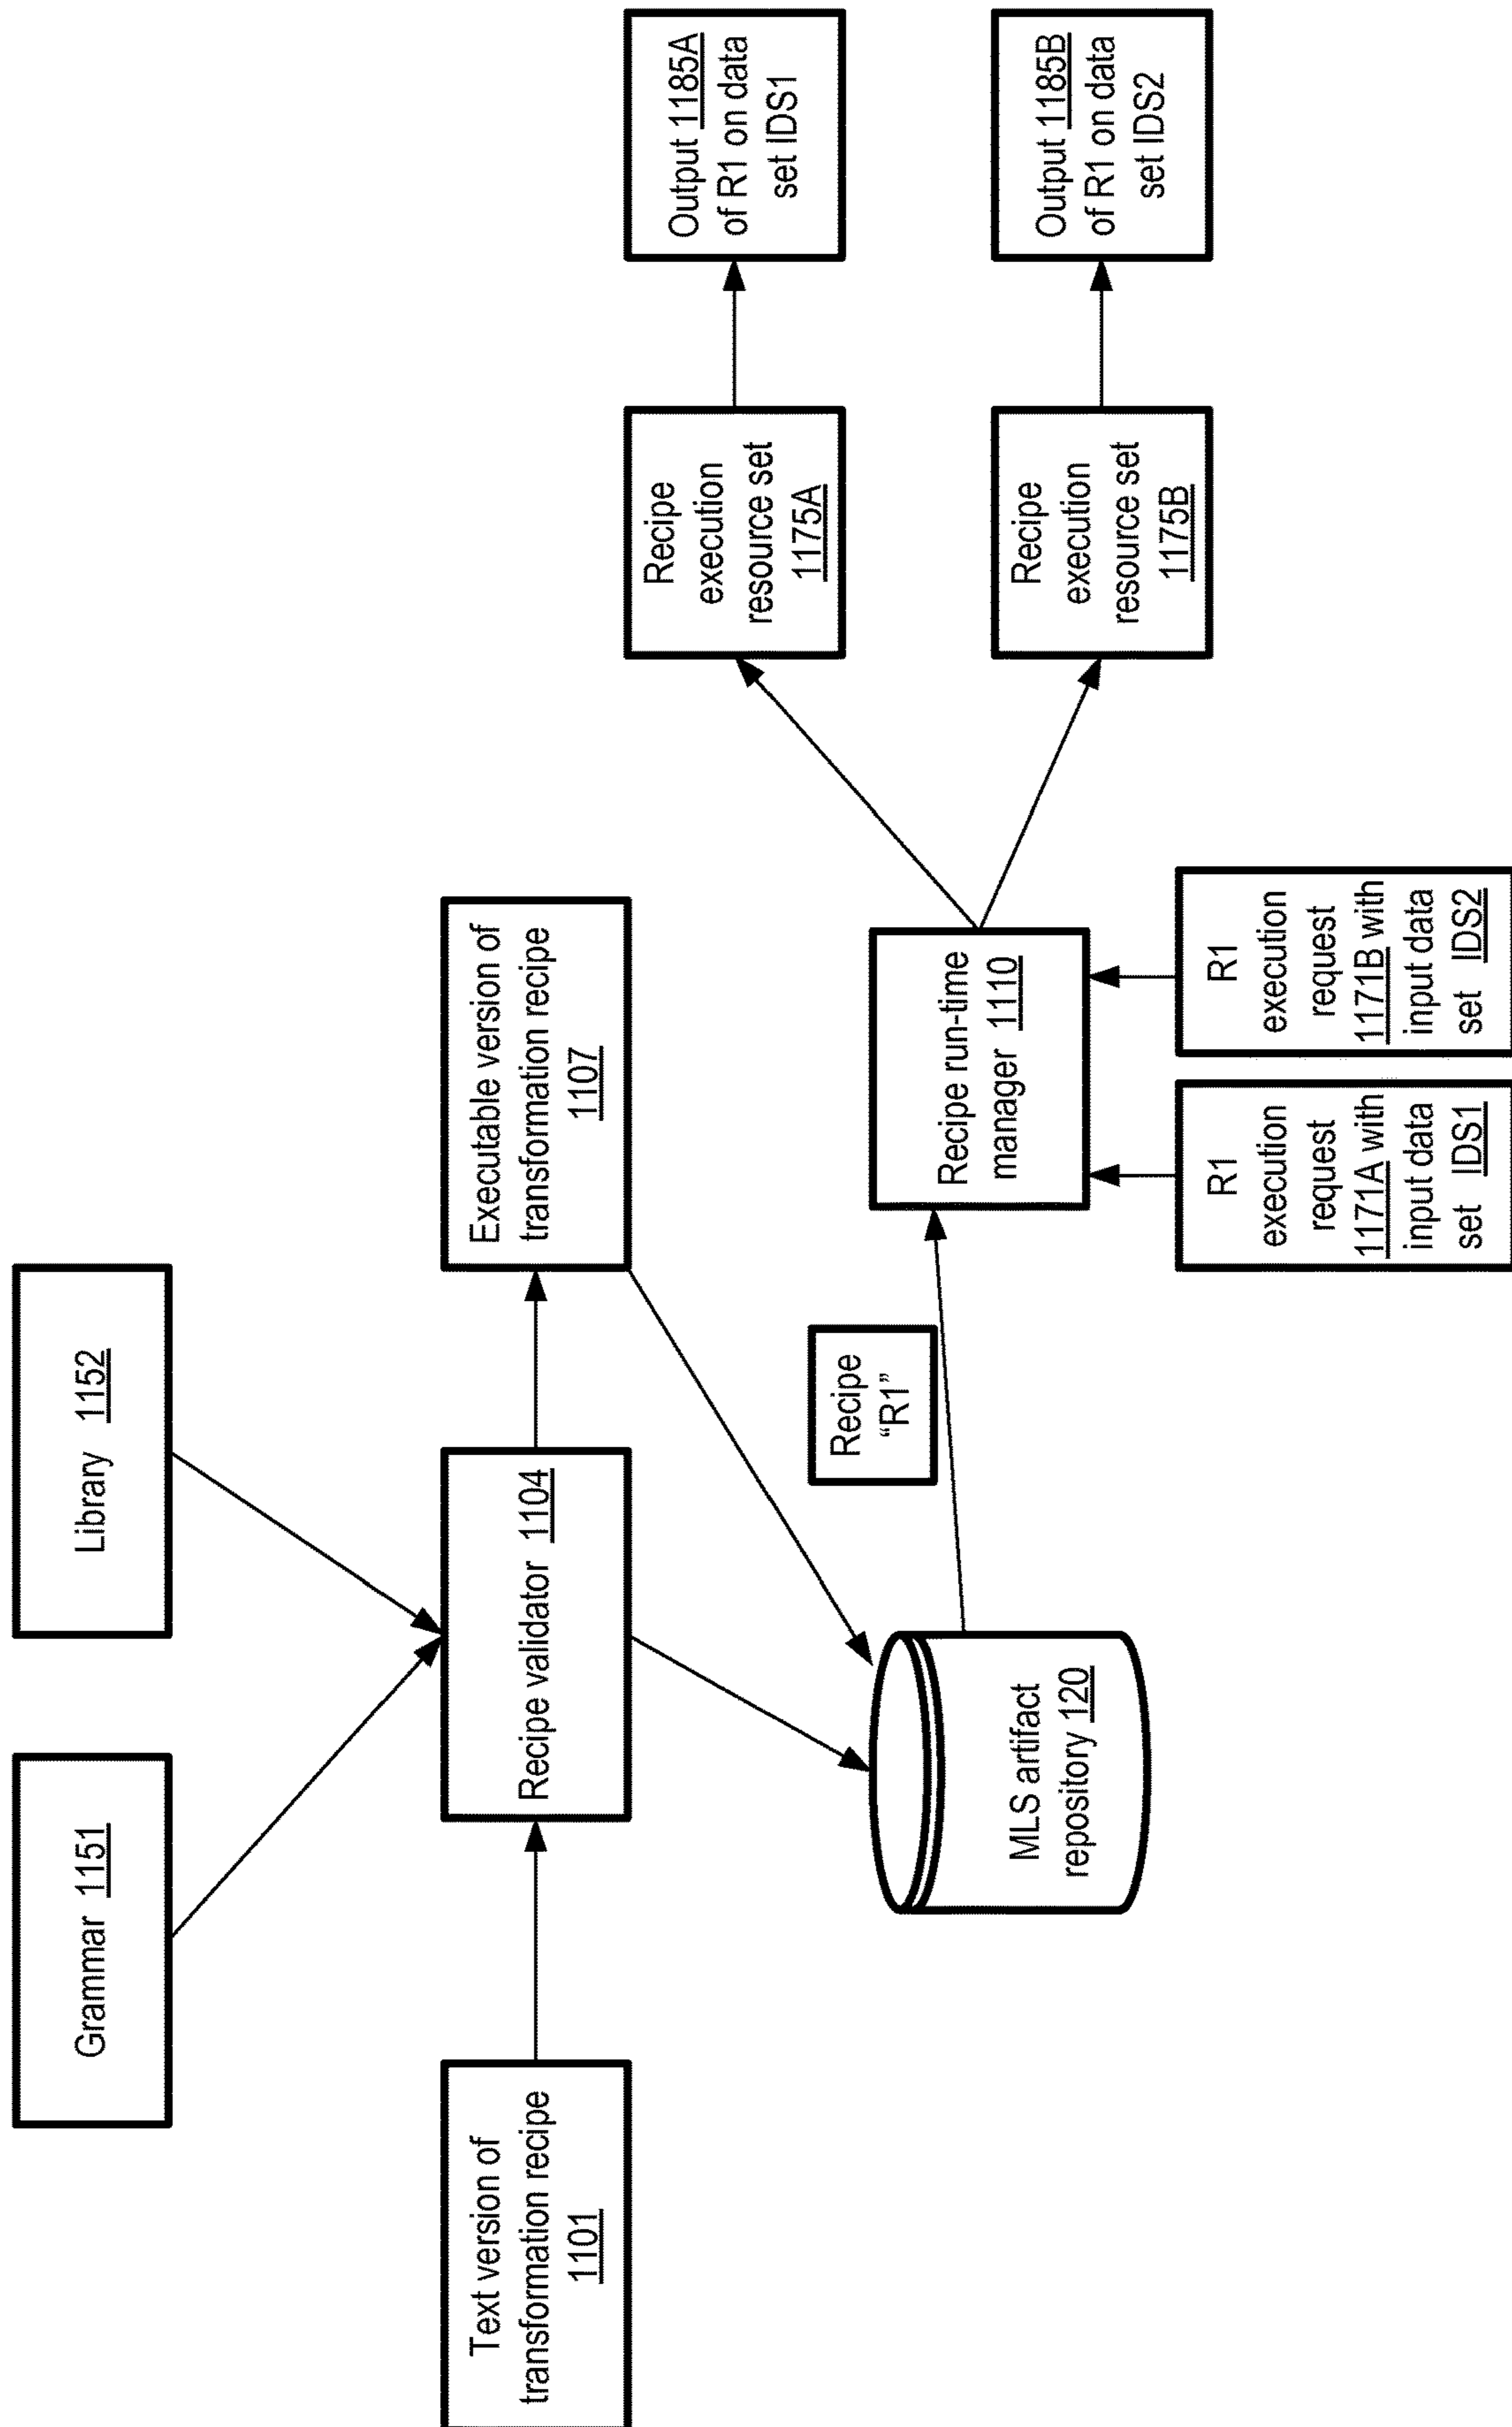 Grammar 1151
Library 1152
Text version of
transformation recipe
1101
Recipe validator 1104
Executable version of
transformation recipe
1107
MLS artifact
repository 120
Recipe
“R1”
Recipe run-time
manager 1110
R1
execution
request
1171A with
input data
set IDS1
R1
execution
request
1171B with
input data
set IDS2
Recipe
execution
resource set
1175A
Output 1185A
of R1 on data
set IDS1
Recipe
execution
resource set
1175B
Output 1185B
of R1 on data
set IDS2